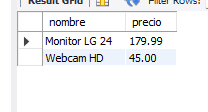 Result Grid Filter Rows:
nombre precio
Monitor LG 24 179.99
Webcam HD 45.00